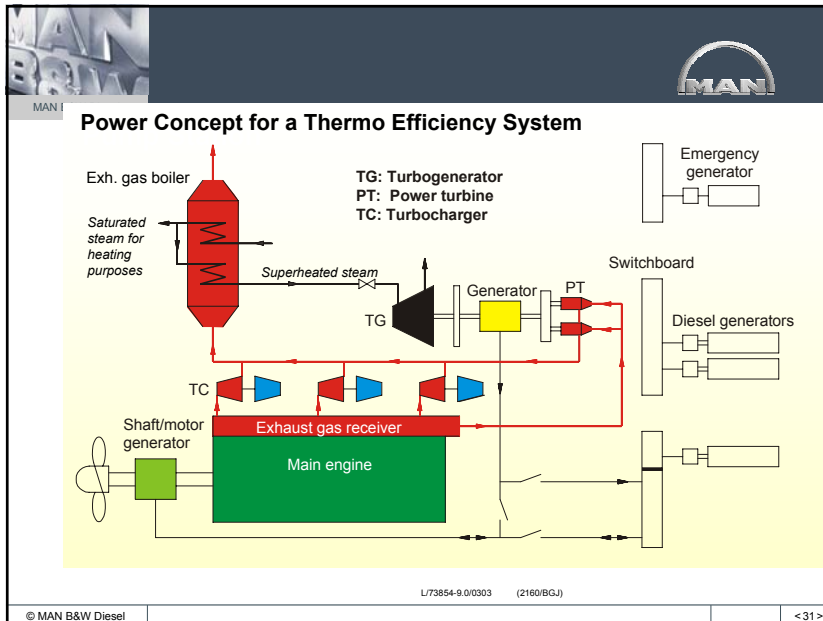 MAN
B&W
MAN
MAN B
Power Concept for a Thermo Efficiency System
Exh. gas boiler
TG: Turbogenerator
PT: Power turbine
TC: Turbocharger
Emergency
generator
Saturated
steam for
heating
purposes
Superheated steam
Switchboard
Generator
PT
TG
Diesel generators
TC
Shaft/motor
generator
Exhaust gas receiver
Main engine
L/73854-9.0/0303 (2160/BGJ)
© MAN B&W Diesel
<31>